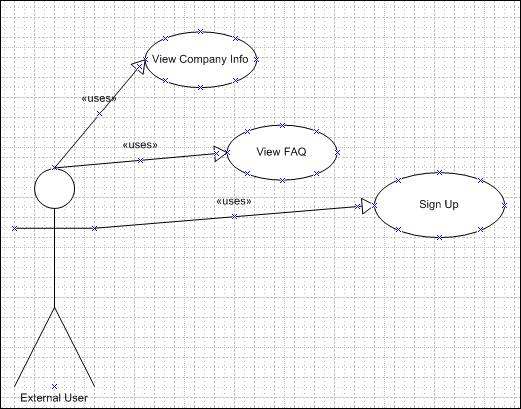 View Company Info
«uses»
«uses»
View FAQ
«uses»
Sign Up
External User